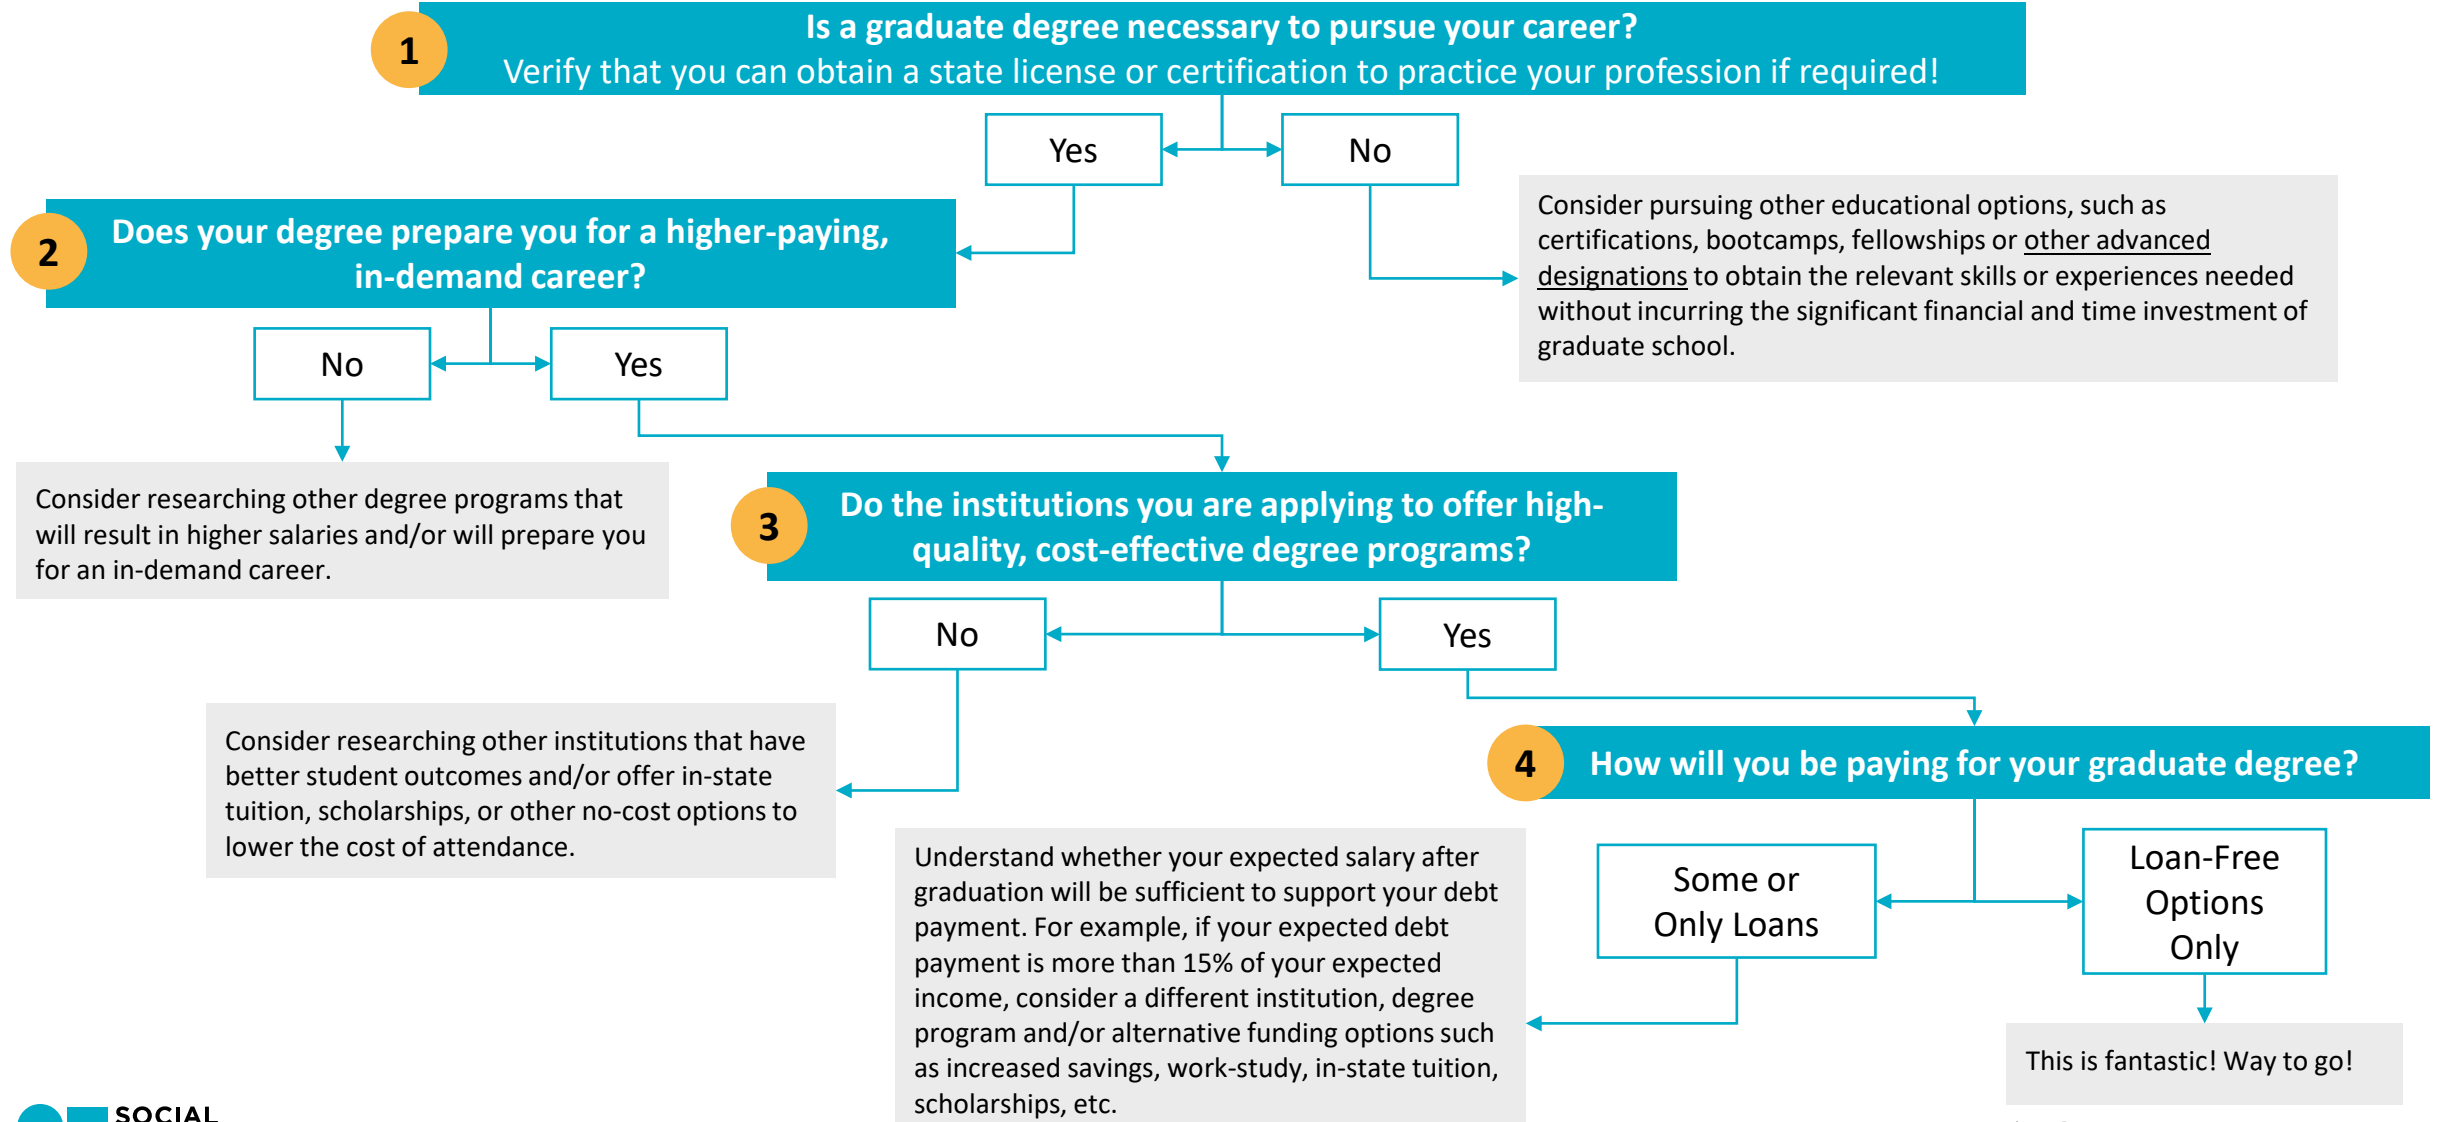 1
Is a graduate degree necessary to pursue your career?
Verify that you can obtain a state license or certification to practice your profession if required!
Yes
No
Consider pursuing other educational options, such as
certifications, bootcamps, fellowships or other advanced
designations to obtain the relevant skills or experiences needed
without incurring the significant financial and time investment of
graduate school.
2
Does your degree prepare you for a higher-paying,
in-demand career?
No
Yes
Consider researching other degree programs that
will result in higher salaries and/or will prepare you
for an in-demand career.
3
Do the institutions you are applying to offer high-
quality, cost-effective degree programs?
No
Yes
Consider researching other institutions that have
better student outcomes and/or offer in-state
tuition, scholarships, or other no-cost options to
lower the cost of attendance.
4
How will you be paying for your graduate degree?
Some or
Only Loans
Loan-Free
Options
Only
Understand whether your expected salary after
graduation will be sufficient to support your debt
payment. For example, if your expected debt
payment is more than 15% of your expected
income, consider a different institution, degree
program and/or alternative funding options such
as increased savings, work-study, in-state tuition,
scholarships, etc.
This is fantastic! Way to go!
SOCIAL